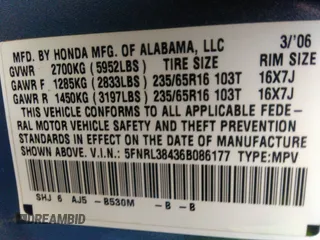 MFD. BY HONDA MFG. OF ALABAMA, LLC 3/'06
GVWR 2700KG (5952LBS) TIRE SIZE RIM SIZE
GAWR F 1285KG (2833LBS) 235/65R16 103T 16X7J
GAWR R 1450KG (3197LBS) 235/65R16 103T 16X7J
THIS VEHICLE CONFORMS TO ALL APPLICABLE FEDE-
RAL MOTOR VEHICLE SAFETY AND THEFT PREVENTION
STANDARDS IN EFFECT ON THE DATE OF MANUFACTURE
SHOWN ABOVE.
V.I.N.: 5FNRL38436B086177 TYPE:MPV
SHJ 6 AJ5 -B530M -B -B
DREAMBID